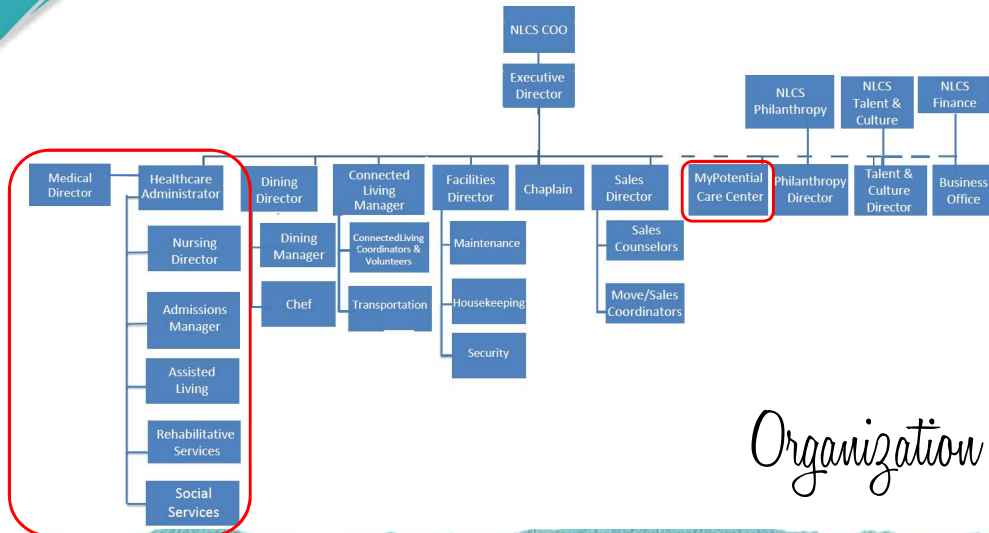 NLCS COO
Executive
Director
NLCS
Philanthropy
NLCS
Talent &
Culture
NLCS
Finance
Medical
Director
Healthcare
Administrator
Dining
Director
Connected
Living
Manager
Facilities
Director
Chaplain
Sales
Director
MyPotential
Care Center
Philanthropy
Director
Talent &
Culture
Director
Business
Office
Nursing
Director
Admissions
Manager
Assisted
Living
Rehabilitative
Services
Social
Services
Dining
Manager
Chef
ConnectedLiving
Coordinators &
Volunteers
Transportation
Maintenance
Housekeeping
Security
Sales
Counselors
Move/Sales
Coordinators
Organization